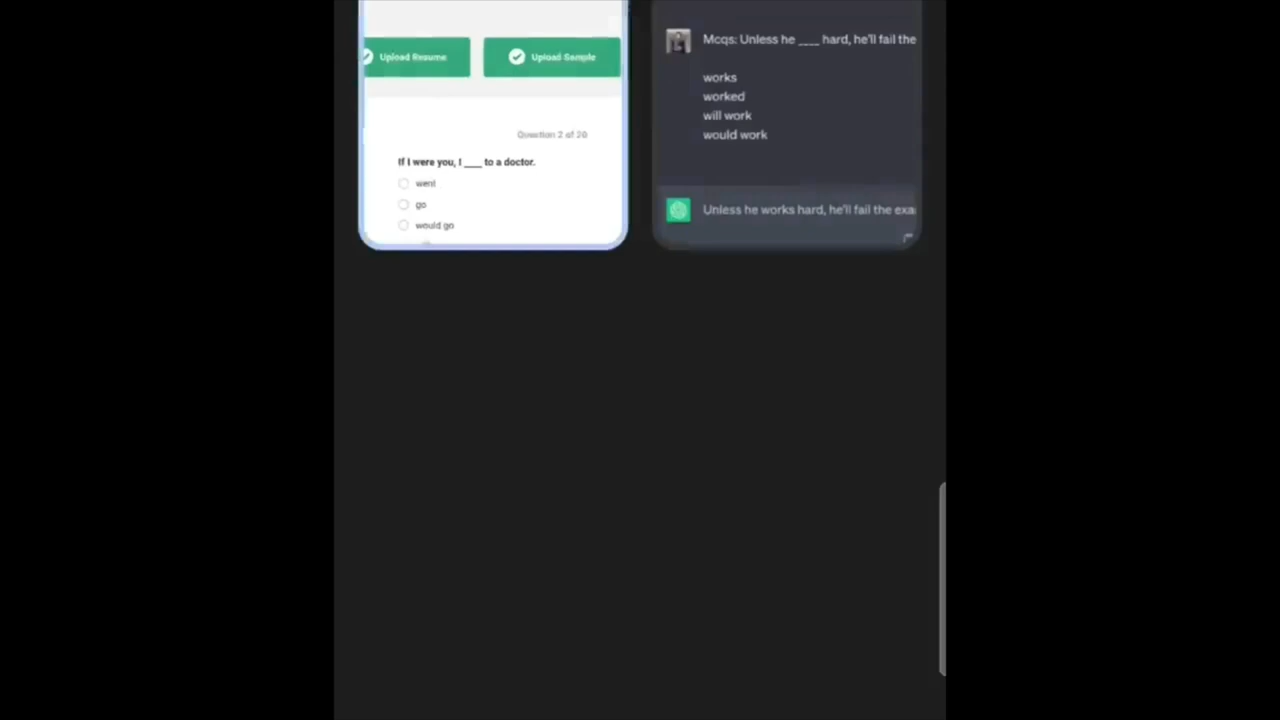 Upload Resume
Upload Sample
Question 2 of 20
If I were you, I ____ to a doctor.
went
go
would go
Mcqs: Unless he ____ hard, he'll fail the
works
worked
will work
would work
Unless he works hard, he'll fail the exa